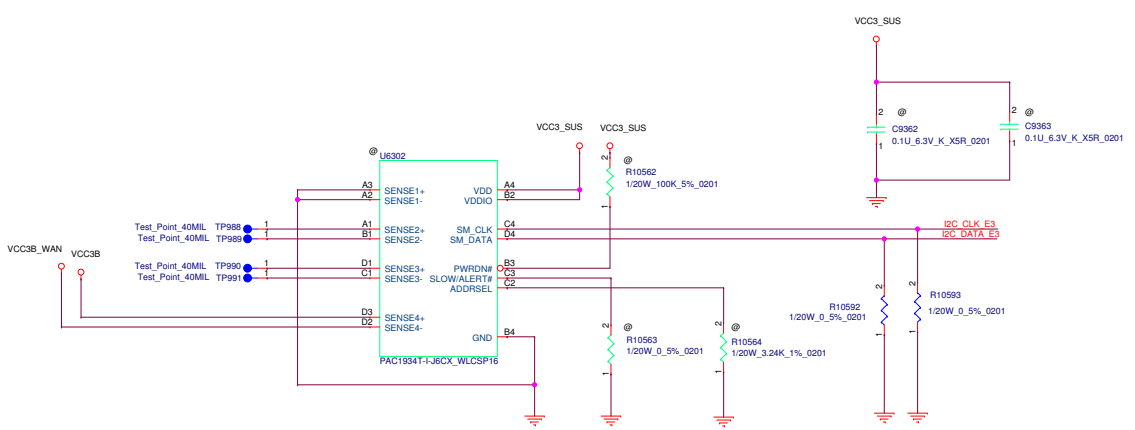 VCC3_SUS
2 @
C9362
0.1U_6.3V_K_X5R_0201
1
2 @
C9363
0.1U_6.3V_K_X5R_0201
1
VCC3_SUS
VCC3_SUS
@
U6302
2 @
R10562
1/20W_100K_5%_0201
1
A3 SENSE1+ VDD A4
A2 SENSE1- VDDIO B2
Test_Point_40MIL TP988 1 A1 SENSE2+ SM_CLK C4 I2C_CLK_E3
Test_Point_40MIL TP989 1 B1 SENSE2- SM_DATA D4 I2C_DATA_E3
VCC3B_WAN
VCC3B
Test_Point_40MIL TP990 1 D1 SENSE3+ PWRDN# B3
Test_Point_40MIL TP991 1 C1 SENSE3- SLOW/ALERT# C3
ADDRSEL C2
D3 SENSE4+
D2 SENSE4-
GND B4
PAC1934T-I-J6CX_WLCSP16
2 @
R10563
1/20W_0_5%_0201
1
2 @
R10564
1/20W_3.24K_1%_0201
1
2
R10592
1/20W_0_5%_0201
1
2
R10593
1/20W_0_5%_0201
1